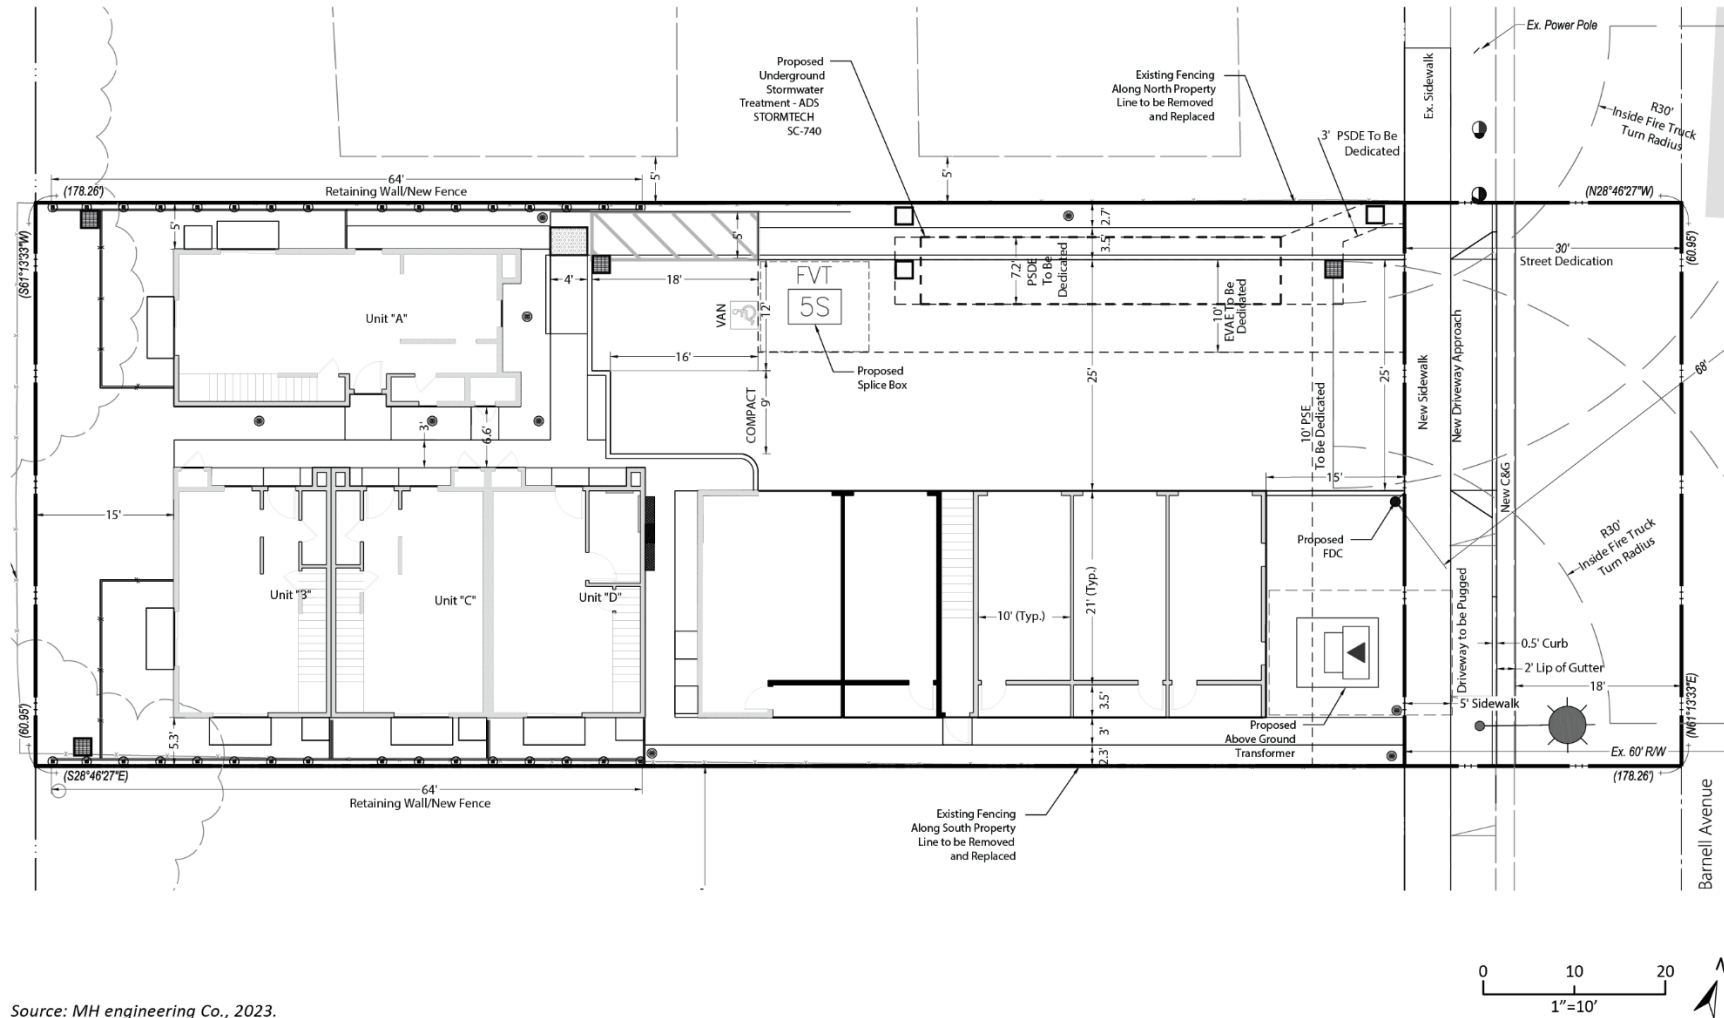 Ex. Power Pole
Proposed
Underground
Stormwater
Treatment - ADS
STORMTECH
SC-740
Existing Fencing
Along North Property
Line to be Removed
and Replaced
Ex. Sidewalk
R30'
Inside Fire Truck
Turn Radius
3' PSDE To Be
Dedicated
64'
Retaining Wall/New Fence
(178.26')
5'
5'
(N28°46'27"W)
(S61°13'33"W)
(60.95')
5'
5'
2.7'
3.5'
30'
Street Dedication
4'
18'
FVT
5S
VAN
12'
7.2'
PSDE
To Be
Dedicated
10'
EVAE To Be
Dedicated
Unit "A"
16'
Proposed
Splice Box
COMPACT
9'
25'
25'
10' PSE
To Be Dedicated
New Sidewalk
New Driveway Approach
68'
3'
6.6'
15'
15'
New C&G
Proposed
FDC
R30'
Inside Fire Truck
Turn Radius
Unit "B"
Unit "C"
Unit "D"
10' (Typ.)
21' (Typ.)
Driveway to be Pugged
0.5' Curb
2' Lip of Gutter
18'
5' Sidewalk
3.5'
3'
2.3'
Proposed
Above Ground
Transformer
(60.95')
5.3'
(N61°13'33"E)
Ex. 60' R/W
(178.26')
(S28°46'27"E)
64'
Retaining Wall/New Fence
Existing Fencing
Along South Property
Line to be Removed
and Replaced
Barnell Avenue
0 10 20
1"=10'
Source: MH engineering Co., 2023.